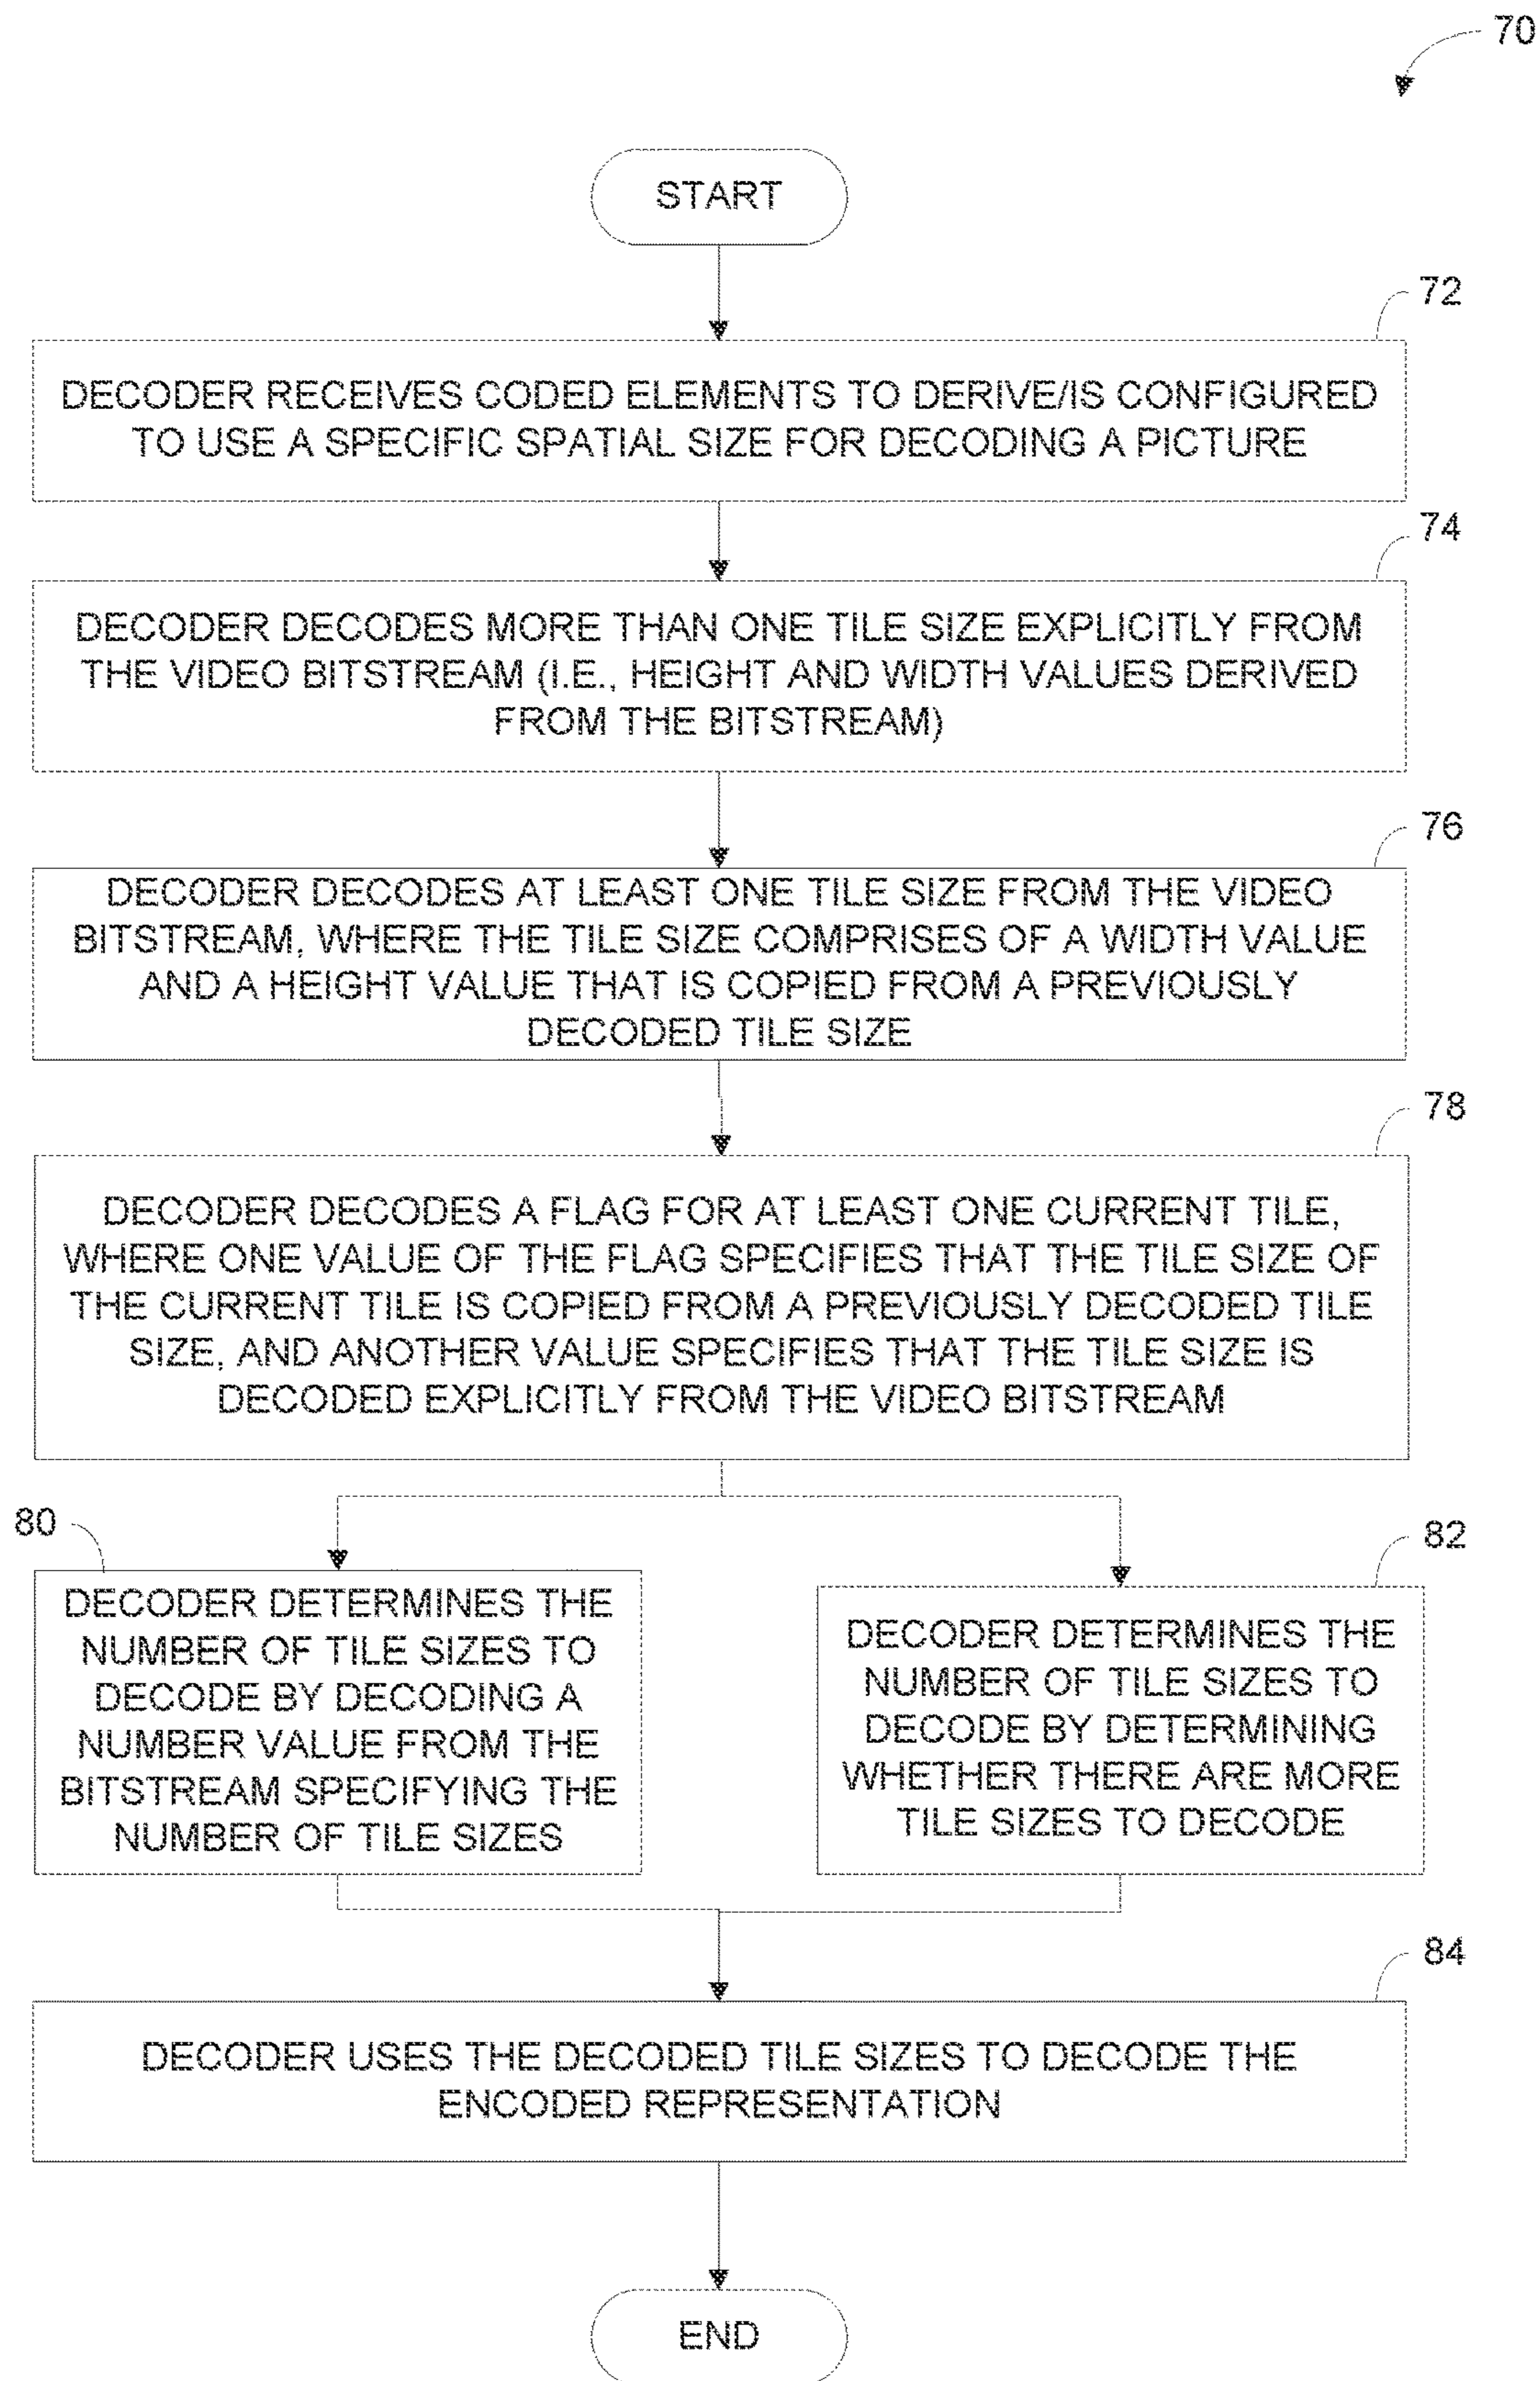 70
START
72
DECODER RECEIVES CODED ELEMENTS TO DERIVE/IS CONFIGURED
TO USE A SPECIFIC SPATIAL SIZE FOR DECODING A PICTURE
74
DECODER DECODES MORE THAN ONE TILE SIZE EXPLICITLY FROM
THE VIDEO BITSTREAM (I.E., HEIGHT AND WIDTH VALUES DERIVED
FROM THE BITSTREAM)
76
DECODER DECODES AT LEAST ONE TILE SIZE FROM THE VIDEO
BITSTREAM, WHERE THE TILE SIZE COMPRISES OF A WIDTH VALUE
AND A HEIGHT VALUE THAT IS COPIED FROM A PREVIOUSLY
DECODED TILE SIZE
78
DECODER DECODES A FLAG FOR AT LEAST ONE CURRENT TILE,
WHERE ONE VALUE OF THE FLAG SPECIFIES THAT THE TILE SIZE OF
THE CURRENT TILE IS COPIED FROM A PREVIOUSLY DECODED TILE
SIZE, AND ANOTHER VALUE SPECIFIES THAT THE TILE SIZE IS
DECODED EXPLICITLY FROM THE VIDEO BITSTREAM
80
DECODER DETERMINES THE
NUMBER OF TILE SIZES TO
DECODE BY DECODING A
NUMBER VALUE FROM THE
BITSTREAM SPECIFYING THE
NUMBER OF TILE SIZES
82
DECODER DETERMINES THE
NUMBER OF TILE SIZES TO
DECODE BY DETERMINING
WHETHER THERE ARE MORE
TILE SIZES TO DECODE
84
DECODER USES THE DECODED TILE SIZES TO DECODE THE
ENCODED REPRESENTATION
END